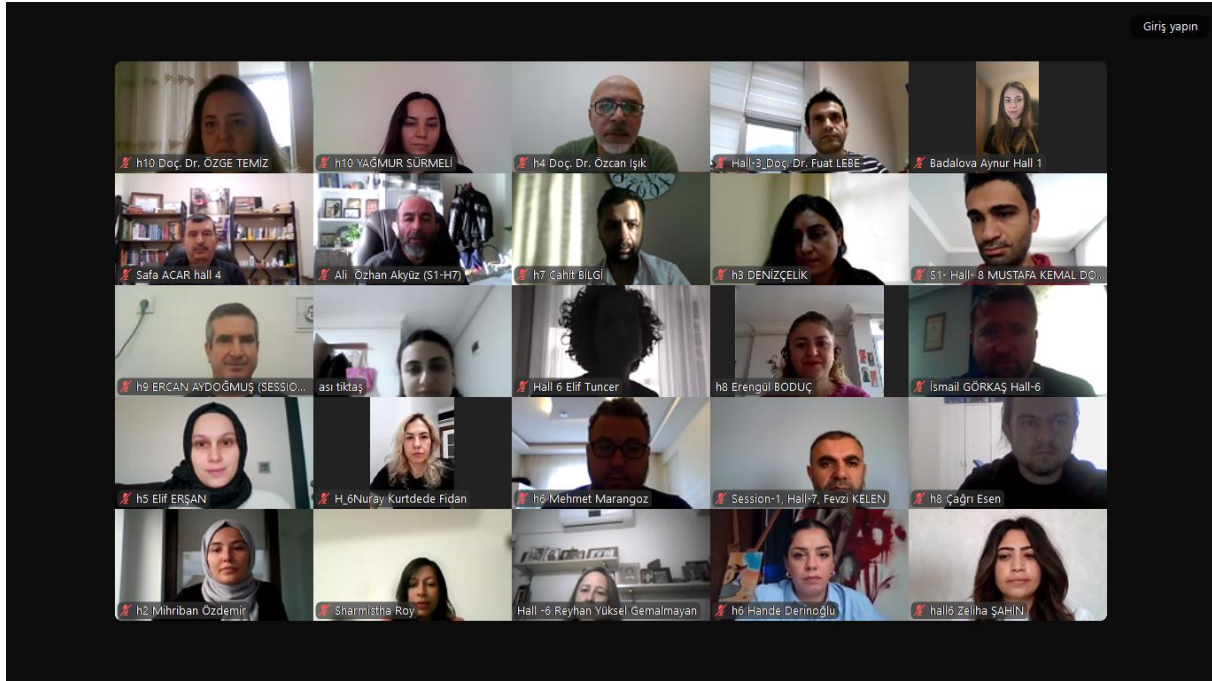 Giriş yapın
h10 Doç. Dr. ÖZGE TEMİZ
h10 YAĞMUR SÜRMELİ
h4 Doç. Dr. Özcan Işık
Hall-3_Doç. Dr. Fuat LEBE
Badalova Aynur Hall 1
Safa ACAR hall 4
Ali Özhan Akyüz (S1-H7)
h7 Cahit BİLGİ
h3 DENİZÇELİK
S1- Hall- 8 MUSTAFA KEMAL DO...
h9 ERCAN AYDOĞMUŞ (SESSIO...
ası tiktaş
Hall 6 Elif Tuncer
h8 Erengül BODUÇ
İsmail GÖRKAŞ Hall-6
h5 Elif ERŞAN
H_6Nuray Kurtdede Fidan
h6 Mehmet Marangoz
Session-1, Hall-7, Fevzi KELEN
h8 Çağrı Esen
h2 Mihriban Özdemir
Sharmistha Roy
Hall -6 Reyhan Yüksel Gemalmayan
h6 Hande Derinoğlu
hall6 Zeliha ŞAHİN